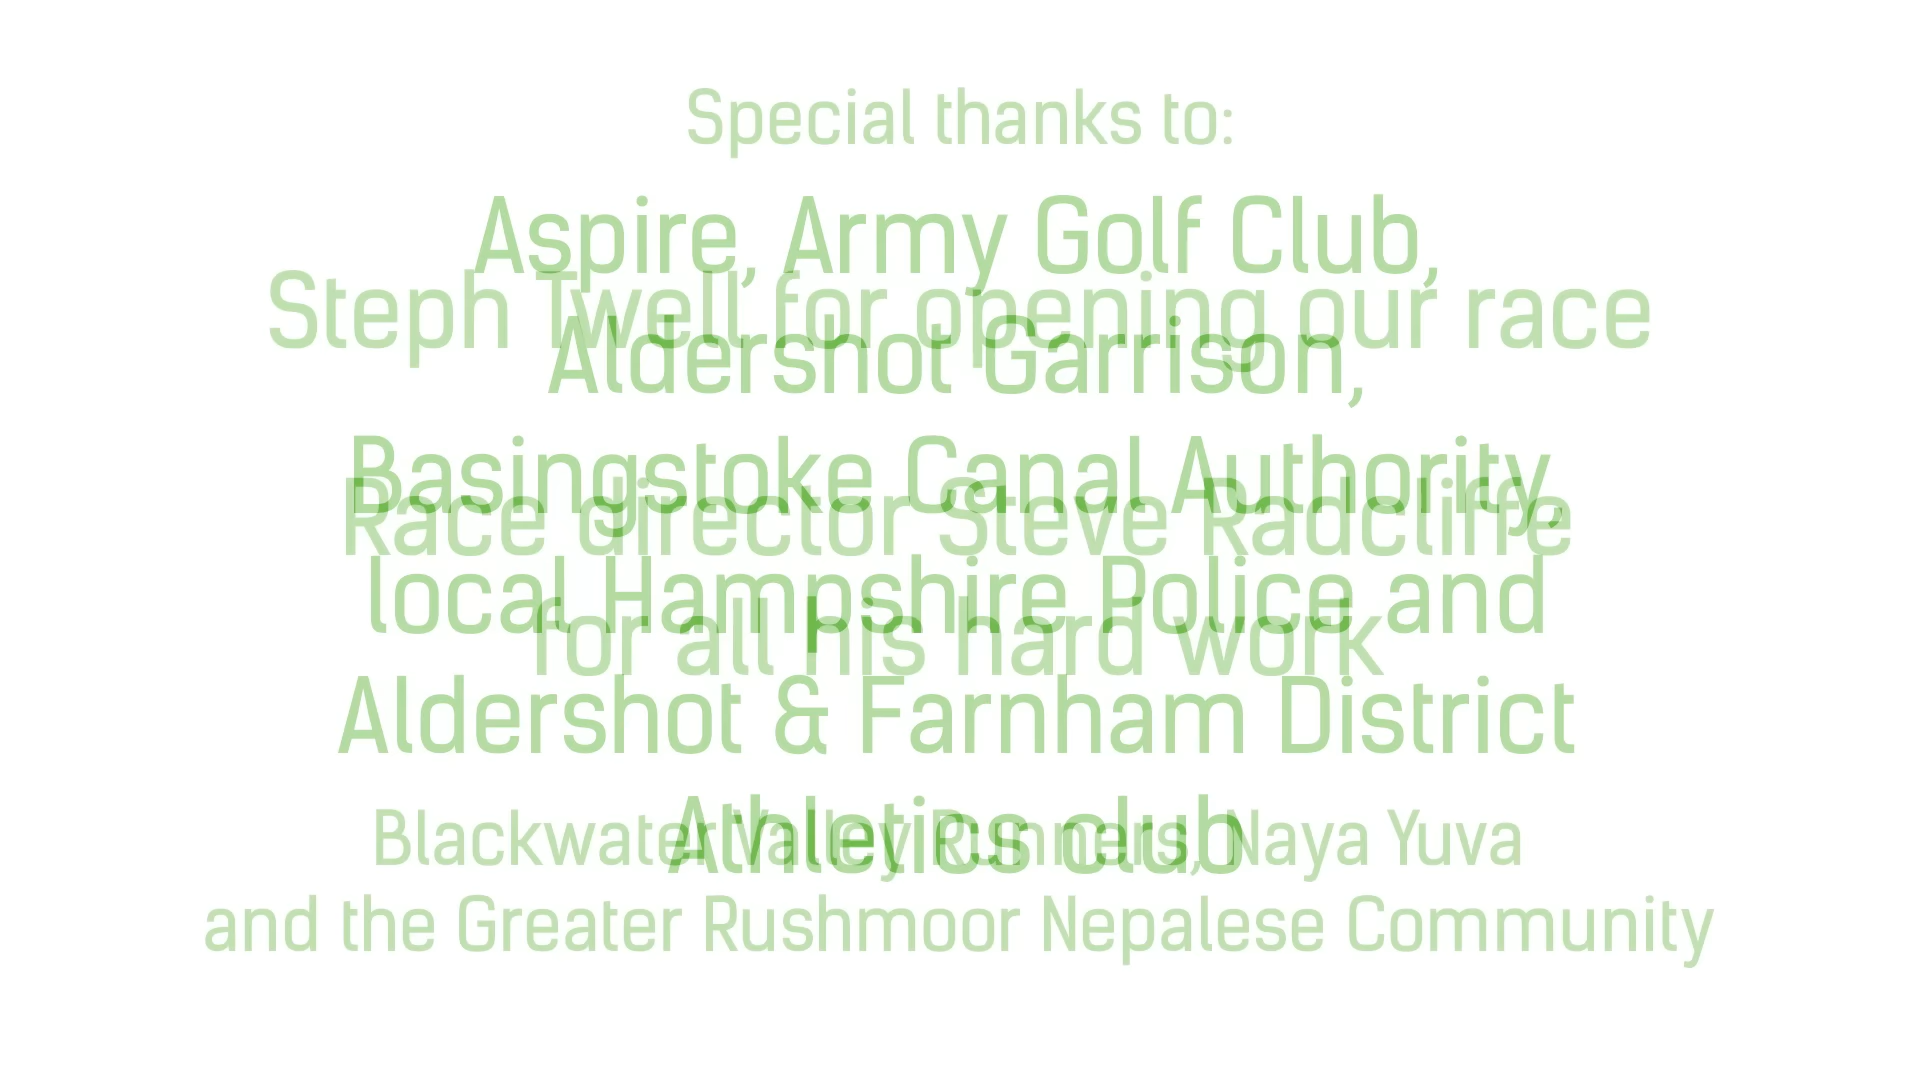 Special thanks to:
Aspire, Army Golf Club,
Steph Twell for opening our race
Aldershot Garrison,
Basingstoke Canal Authority,
Race director Steve Radcliffe
local Hampshire Police and
for all his hard work
Aldershot & Farnham District
Athletics club
Blackwater Valley Runners, Naya Yuva
and the Greater Rushmoor Nepalese Community